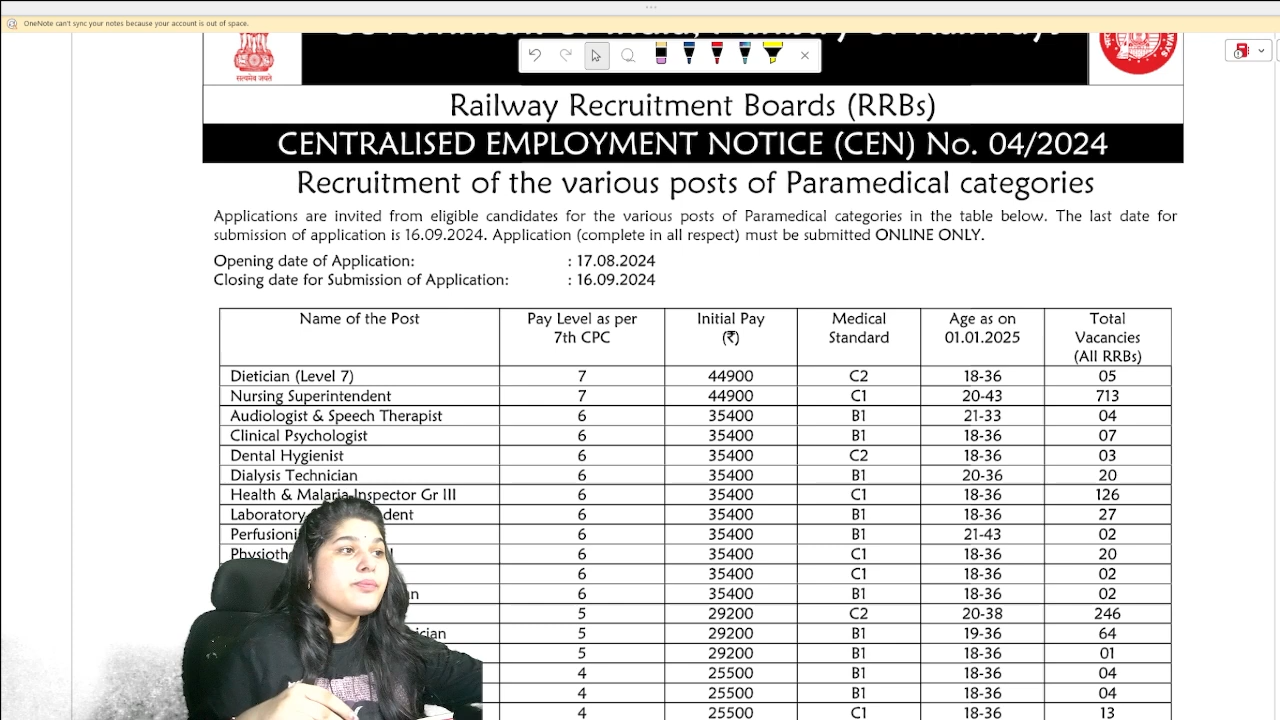 OneNote can't sync your notes because your account is out of space.
Government of India, Ministry of Railways
सत्यमेव जयते
Railway Recruitment Boards (RRBs)
CENTRALISED EMPLOYMENT NOTICE (CEN) No. 04/2024
Recruitment of the various posts of Paramedical categories
Applications are invited from eligible candidates for the various posts of Paramedical categories in the table below. The last date for
submission of application is 16.09.2024. Application (complete in all respect) must be submitted ONLINE ONLY.
Opening date of Application: : 17.08.2024
Closing date for Submission of Application: : 16.09.2024
Name of the Post Pay Level as per Initial Pay Medical Age as on Total
7th CPC (₹) Standard 01.01.2025 Vacancies
(All RRBs)
Dietician (Level 7) 7 44900 C2 18-36 05
Nursing Superintendent 7 44900 C1 20-43 713
Audiologist & Speech Therapist 6 35400 B1 21-33 04
Clinical Psychologist 6 35400 B1 18-36 07
Dental Hygienist 6 35400 C2 18-36 03
Dialysis Technician 6 35400 B1 20-36 20
Health & Malaria Inspector Gr III 6 35400 C1 18-36 126
Laboratory 6 35400 B1 18-36 27
6 35400 B1 21-43 02
6 35400 C1 18-36 20
6 35400 C1 18-36 02
6 35400 B1 18-36 02
5 29200 C2 20-38 246
5 29200 B1 19-36 64
5 29200 B1 18-36 01
4 25500 B1 18-36 04
4 25500 B1 18-36 04
4 25500 C1 18-36 13